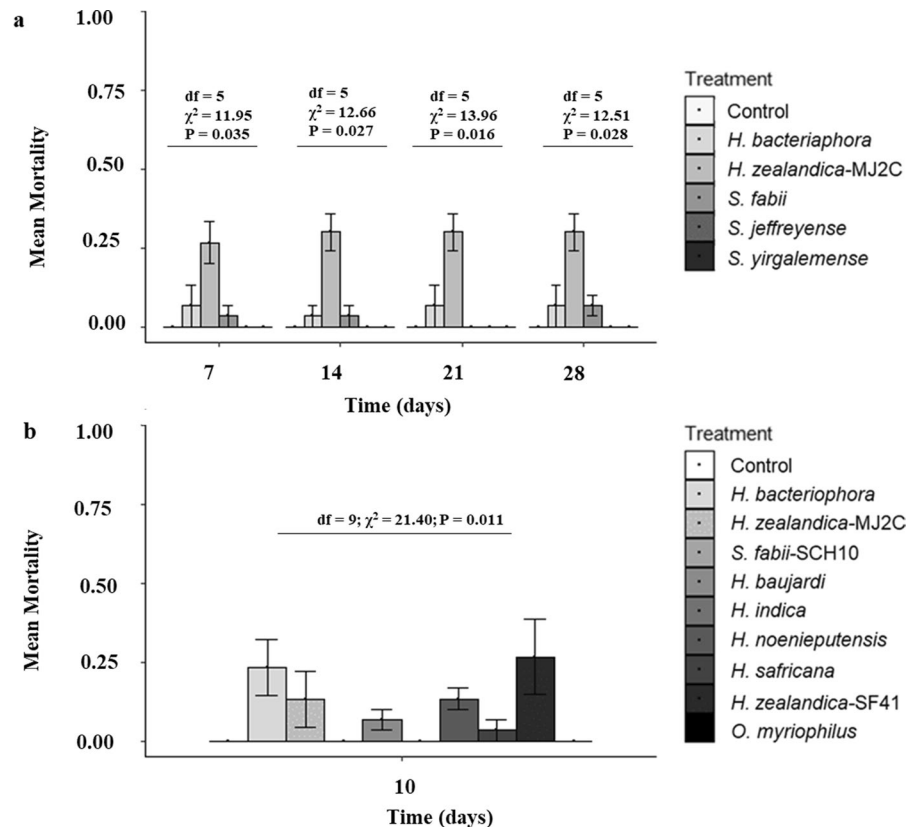 a
1.00
0.75
0.50
0.25
0.00
Mean Mortality
df = 5
χ² = 11.95
P = 0.035
df = 5
χ² = 12.66
P = 0.027
df = 5
χ² = 13.96
P = 0.016
df = 5
χ² = 12.51
P = 0.028
7
14
21
28
Time (days)
Treatment
Control
H. bacteriaphora
H. zealandica-MJ2C
S. fabii
S. jeffreyense
S. yirgalemense
b
1.00
0.75
0.50
0.25
0.00
Mean Mortality
df = 9; χ² = 21.40; P = 0.011
10
Time (days)
Treatment
Control
H. bacteriophora
H. zealandica-MJ2C
S. fabii-SCH10
H. baujardi
H. indica
H. noenieputensis
H. safricana
H. zealandica-SF41
O. myriophilus